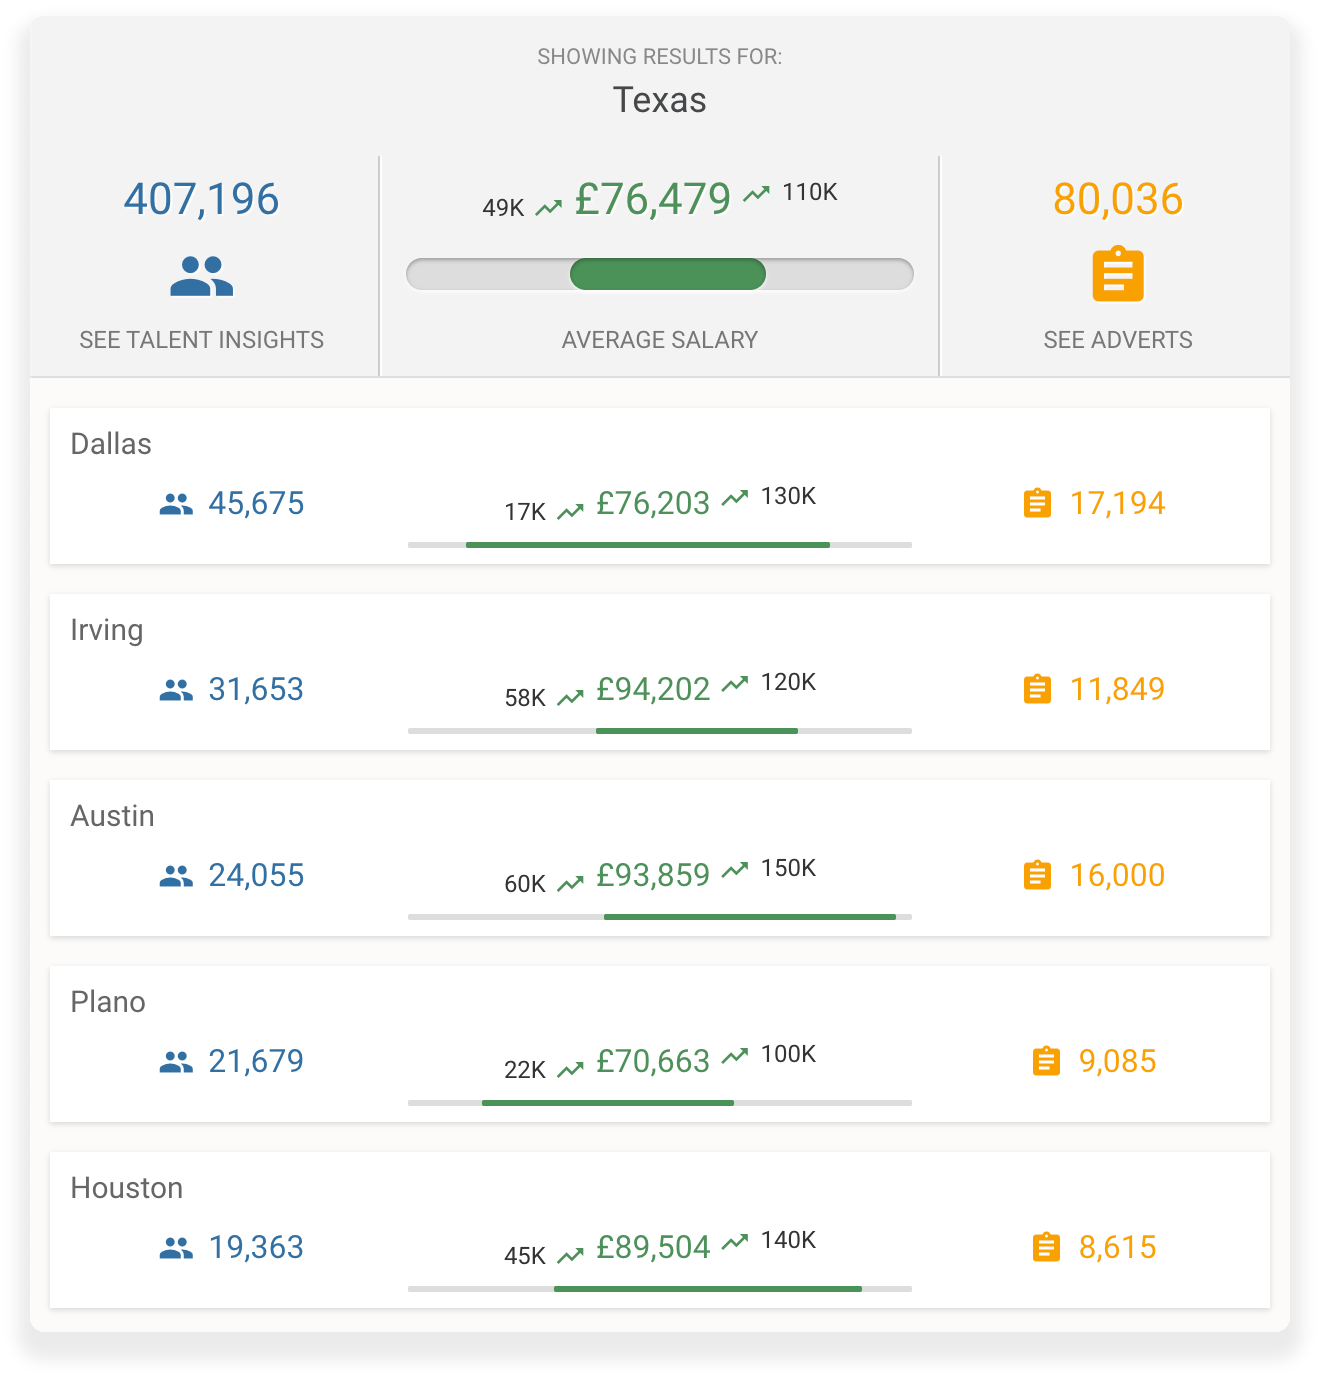 SHOWING RESULTS FOR:
Texas
407,196
49K £76,479 110K
80,036
SEE TALENT INSIGHTS
AVERAGE SALARY
SEE ADVERTS
Dallas
45,675 17K £76,203 130K 17,194
Irving
31,653 58K £94,202 120K 11,849
Austin
24,055 60K £93,859 150K 16,000
Plano
21,679 22K £70,663 100K 9,085
Houston
19,363 45K £89,504 140K 8,615